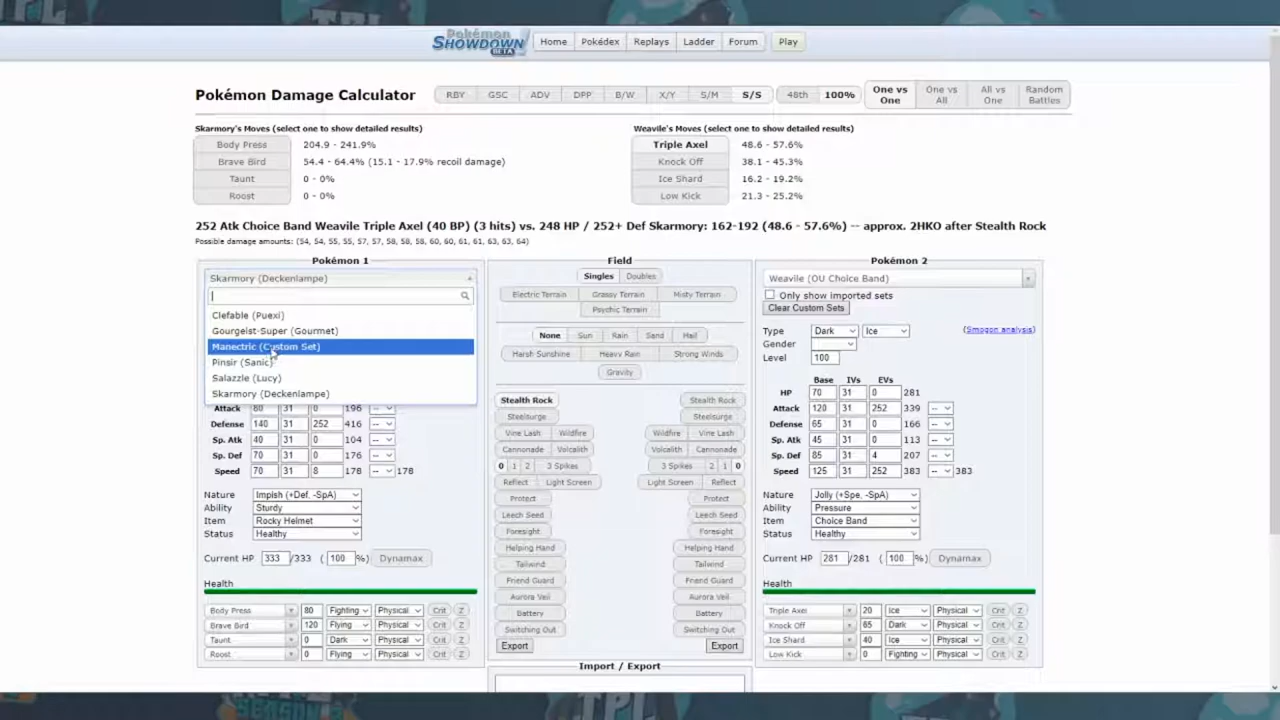 Pokémon SHOWDOWN BETA Home Pokédex Replays Ladder Forum Play
Pokémon Damage Calculator RBY GSC ADV DPP B/W X/Y S/M S/S 48th 100% One vs One One vs All All vs One Random Battles
Skarmory's Moves (select one to show detailed results) Weavile's Moves (select one to show detailed results)
Body Press 204.9 - 241.9% Triple Axel 48.6 - 57.6%
Brave Bird 54.4 - 64.4% (15.1 - 17.9% recoil damage) Knock Off 38.1 - 45.3%
Taunt 0 - 0% Ice Shard 16.2 - 19.2%
Roost 0 - 0% Low Kick 21.3 - 25.2%
252 Atk Choice Band Weavile Triple Axel (40 BP) (3 hits) vs. 248 HP / 252+ Def Skarmory: 162-192 (48.6 - 57.6%) -- approx. 2HKO after Stealth Rock
Possible damage amounts: (54, 54, 55, 55, 57, 57, 58, 58, 58, 60, 60, 61, 61, 63, 63, 64)
Pokémon 1
Skarmory (Deckenlampe)
Clefable (Puexi)
Gourgeist-Super (Gourmet)
Manectric (Custom Set)
Pinsir (Sanic)
Salazzle (Lucy)
Skarmory (Deckenlampe)
Attack 80 31 0 196 --
Defense 140 31 252 416 --
Sp. Atk 40 31 0 104 --
Sp. Def 70 31 0 176 --
Speed 70 31 8 178 -- 178
Nature Impish (+Def, -SpA)
Ability Sturdy
Item Rocky Helmet
Status Healthy
Current HP 333 /333 ( 100 %) Dynamax
Health
Body Press 80 Fighting Physical Crit Z
Brave Bird 120 Flying Physical Crit Z
Taunt 0 Dark Physical Crit Z
Roost 0 Flying Physical Crit Z
Field
Singles Doubles
Electric Terrain Grassy Terrain Misty Terrain
Psychic Terrain
None Sun Rain Sand Hail
Harsh Sunshine Heavy Rain Strong Winds
Gravity
Stealth Rock Stealth Rock
Steelsurge Steelsurge
Vine Lash Wildfire Wildfire Vine Lash
Cannonade Volcalith Volcalith Cannonade
0 1 2 3 Spikes 3 Spikes 2 1 0
Reflect Light Screen Light Screen Reflect
Protect Protect
Leech Seed Leech Seed
Foresight Foresight
Helping Hand Helping Hand
Tailwind Tailwind
Friend Guard Friend Guard
Aurora Veil Aurora Veil
Battery Battery
Switching Out Switching Out
Export Export
Import / Export
Pokémon 2
Weavile (OU Choice Band)
Only show imported sets
Clear Custom Sets
Type Dark Ice (Smogon analysis)
Gender
Level 100
Base IVs EVs
HP 70 31 0 281
Attack 120 31 252 339 --
Defense 65 31 0 166 --
Sp. Atk 45 31 0 113 --
Sp. Def 85 31 4 207 --
Speed 125 31 252 383 -- 383
Nature Jolly (+Spe, -SpA)
Ability Pressure
Item Choice Band
Status Healthy
Current HP 281 /281 ( 100 %) Dynamax
Health
Triple Axel 20 Ice Physical Crit Z
Knock Off 65 Dark Physical Crit Z
Ice Shard 40 Ice Physical Crit Z
Low Kick 0 Fighting Physical Crit Z
SEASON TPL TPL